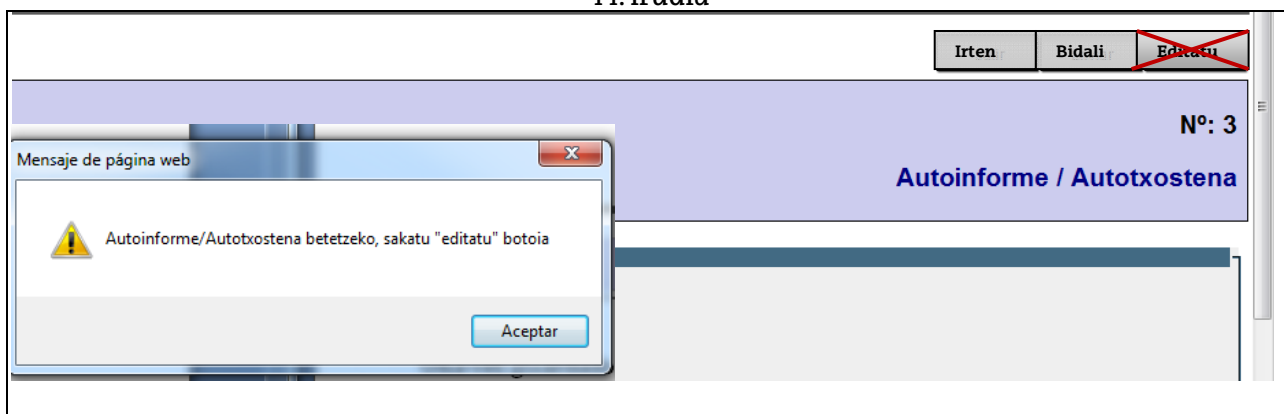 Irten Bidali Editatu
Nº: 3
Mensaje de página web
Autoinforme / Autotxostena
Autoinforme/Autotxostena betetzeko, sakatu "editatu" botoia
Aceptar